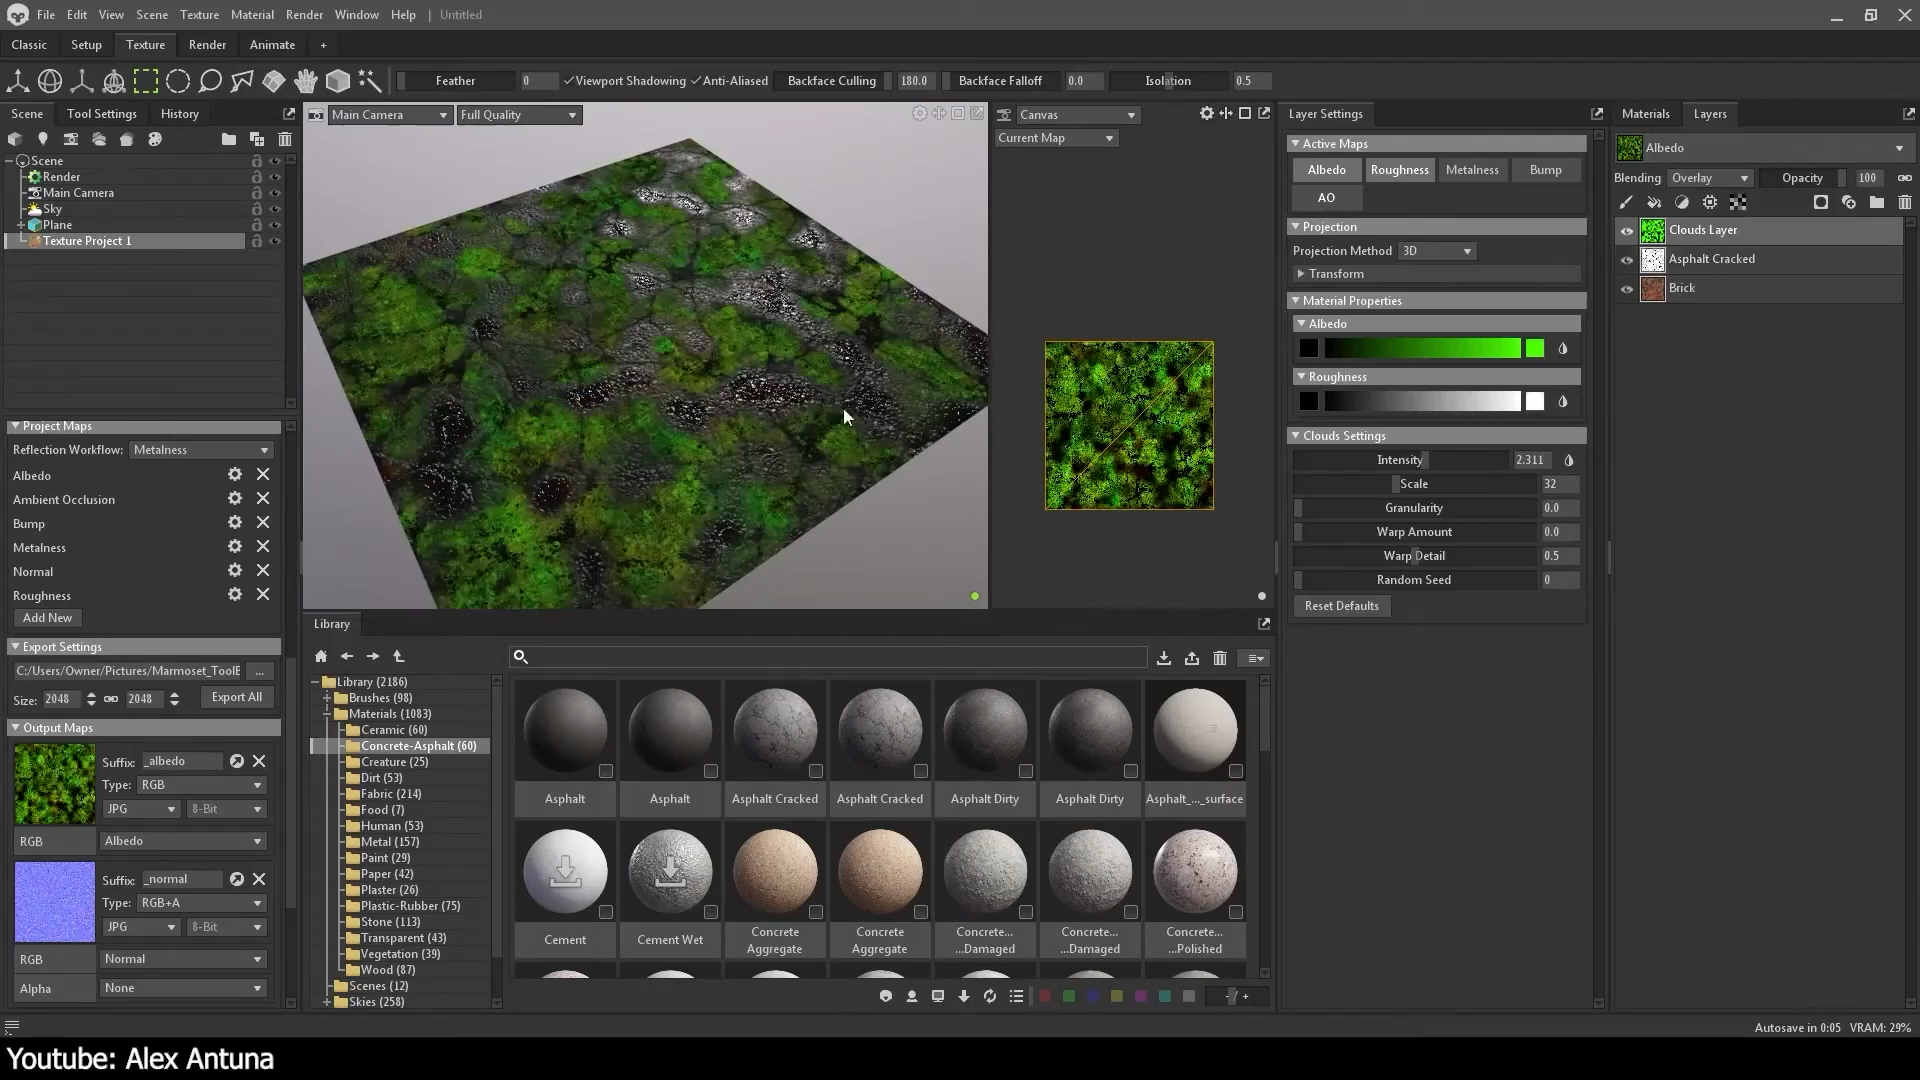 File Edit View Scene Texture Material Render Window Help | Untitled
Classic Setup Texture Render Animate +
Feather 0 Viewport Shadowing Anti-Aliased Backface Culling 180.0 Backface Falloff 0.0 Isolation 0.5
Scene Tool Settings History
Scene
Render
Main Camera
Sky
Plane
Texture Project 1
Project Maps
Reflection Workflow: Metalness
Albedo
Ambient Occlusion
Bump
Metalness
Normal
Roughness
Add New
Export Settings
C:/Users/Owner/Pictures/Marmoset_ToolB ...
Size: 2048 2048 Export All
Output Maps
Suffix: _albedo
Type: RGB
JPG 8-Bit
RGB Albedo
Suffix: _normal
Type: RGB+A
JPG 8-Bit
RGB Normal
Alpha None
Main Camera Full Quality
Canvas
Current Map
Library
Library (2186)
Brushes (98)
Materials (1083)
Ceramic (60)
Concrete-Asphalt (60)
Creature (25)
Dirt (53)
Fabric (214)
Food (7)
Human (53)
Metal (157)
Paint (29)
Paper (42)
Plaster (26)
Plastic-Rubber (75)
Stone (113)
Transparent (43)
Vegetation (39)
Wood (87)
Scenes (12)
Skies (258)
Asphalt Asphalt Asphalt Cracked Asphalt Cracked Asphalt Dirty Asphalt Dirty Asphalt_..._surface
Cement Cement Wet Concrete Aggregate Concrete Aggregate Concrete... ...Damaged Concrete... ...Damaged Concrete... ...Polished
- / +
Layer Settings
Active Maps
Albedo Roughness Metalness Bump
AO
Projection
Projection Method 3D
Transform
Material Properties
Albedo
Roughness
Clouds Settings
Intensity 2.311
Scale 32
Granularity 0.0
Warp Amount 0.0
Warp Detail 0.5
Random Seed 0
Reset Defaults
Materials Layers
Albedo
Blending Overlay Opacity 100
Clouds Layer
Asphalt Cracked
Brick
Autosave in 0:05 VRAM: 29%
Youtube: Alex Antuna